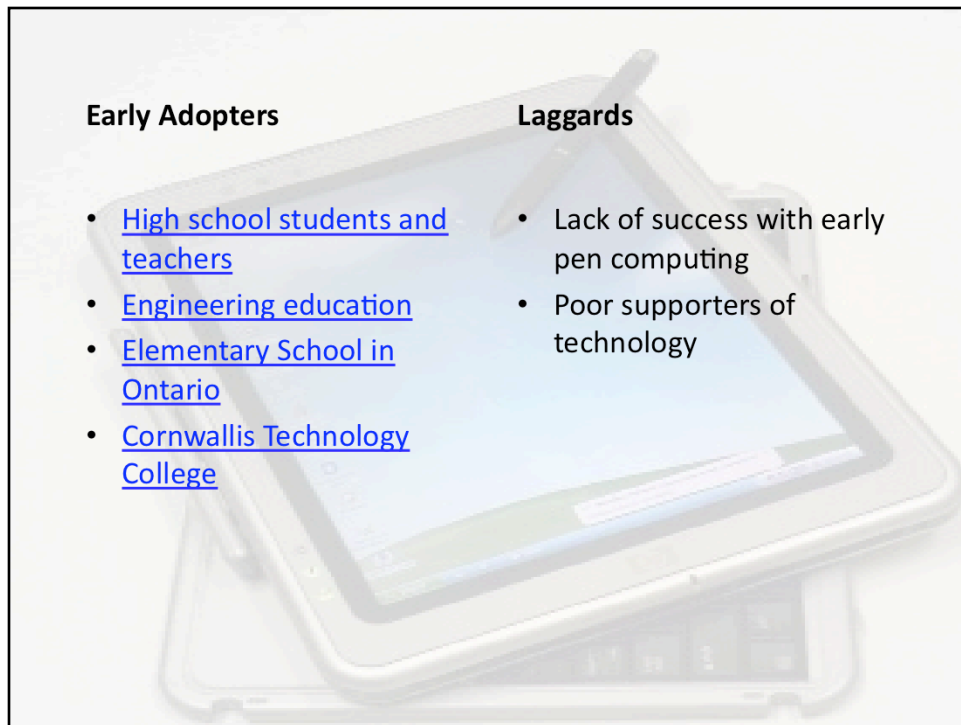 Early Adopters
• High school students and
teachers
• Engineering education
• Elementary School in
Ontario
• Cornwallis Technology
College
Laggards
• Lack of success with early
pen computing
• Poor supporters of
technology